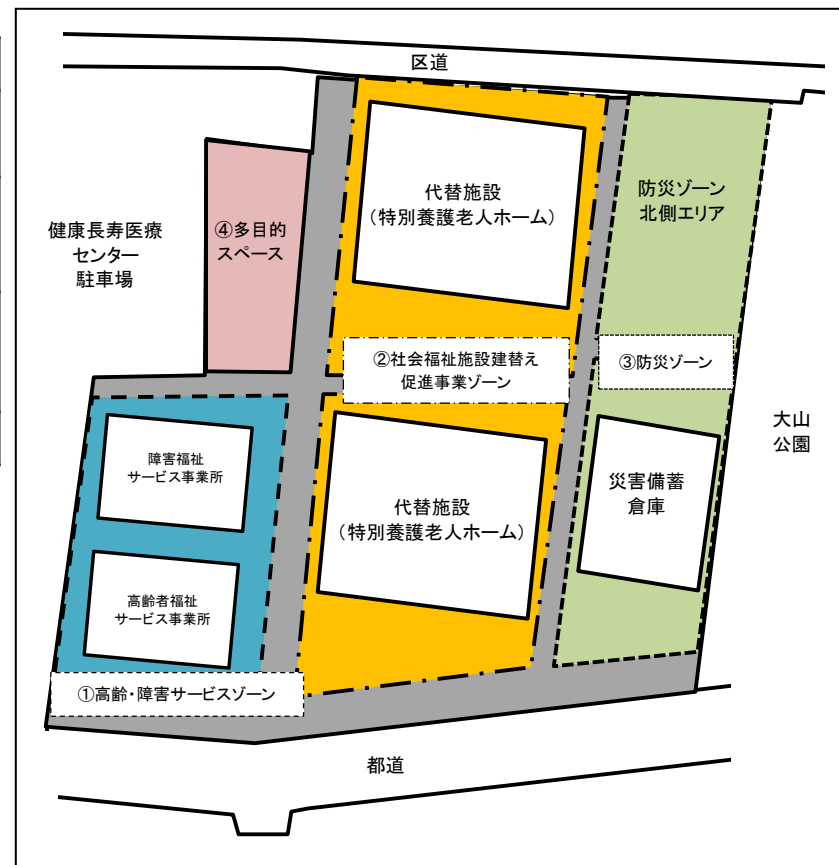 区道
代替施設
（特別養護老人ホーム）
防災ゾーン
北側エリア
④多目的
スペース
健康長寿医療
センター
駐車場
②社会福祉施設建替え
促進事業ゾーン
③防災ゾーン
大山
公園
障害福祉
サービス事業所
代替施設
（特別養護老人ホーム）
災害備蓄
倉庫
高齢者福祉
サービス事業所
①高齢・障害サービスゾーン
都道